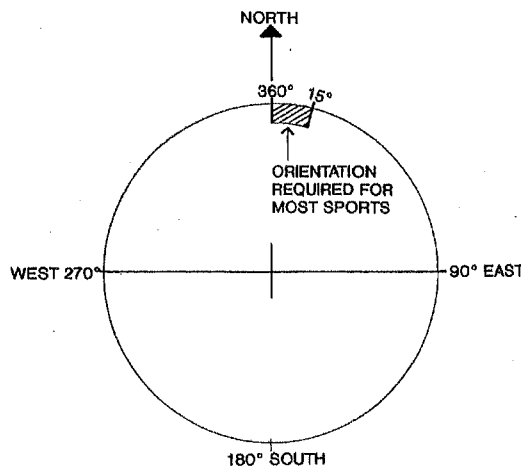 NORTH
360° 15°
ORIENTATION
REQUIRED FOR
MOST SPORTS
WEST 270° 90° EAST
180° SOUTH